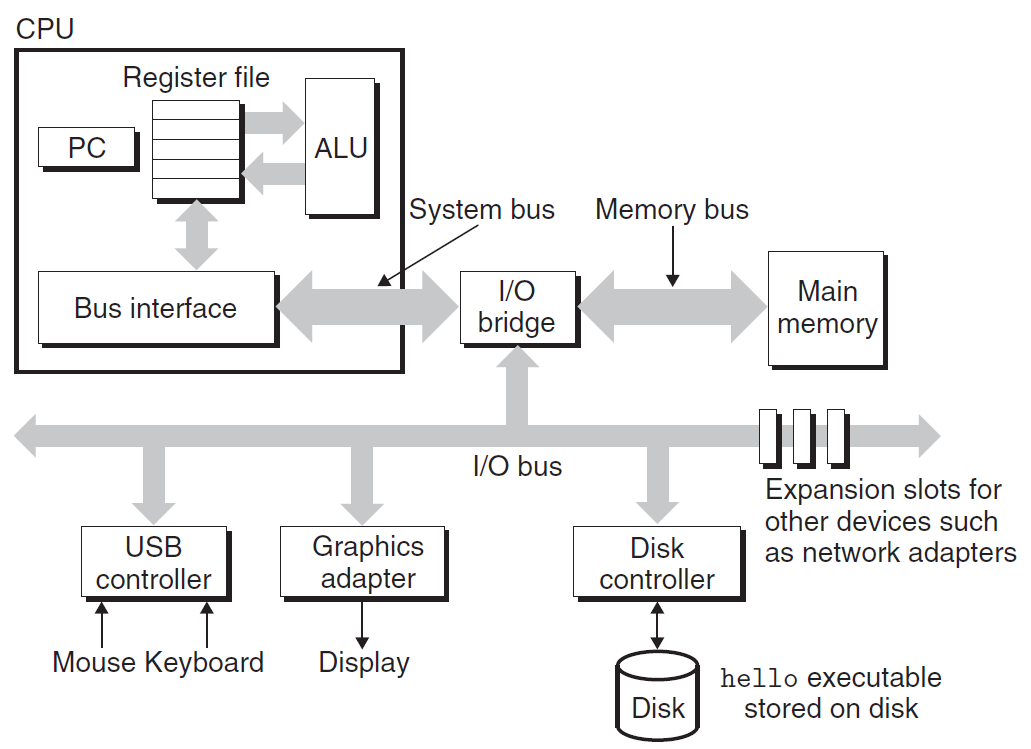 CPU
Register file
PC
ALU
System bus
Memory bus
Bus interface
I/O
bridge
Main
memory
I/O bus
Expansion slots for
other devices such
as network adapters
USB
controller
Graphics
adapter
Disk
controller
Mouse Keyboard
Display
Disk
hello executable
stored on disk